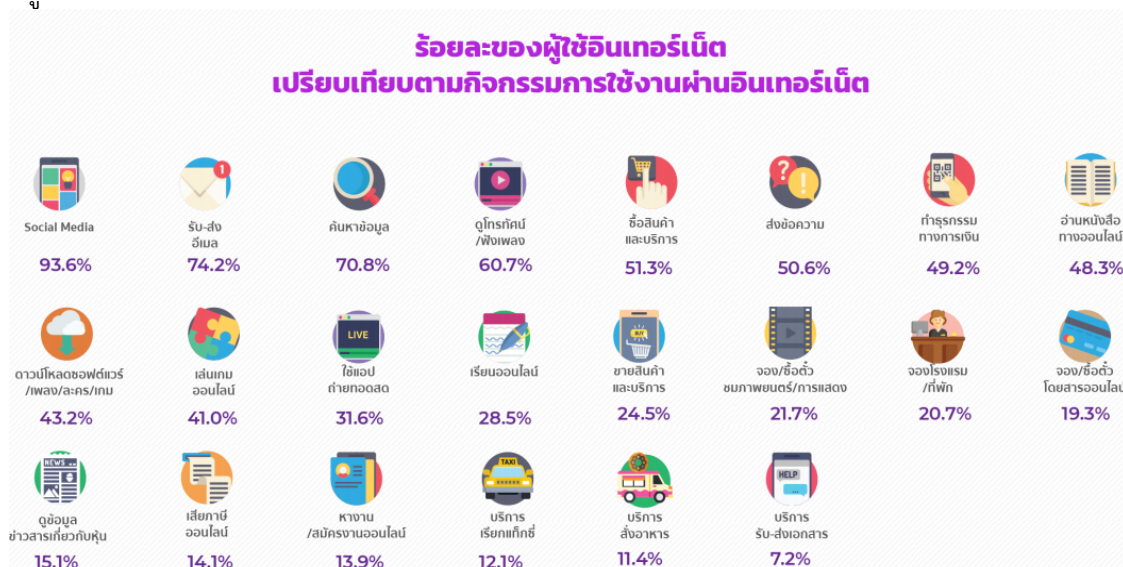 ร้อยละของผู้ใช้อินเทอร์เน็ต
เปรียบเทียบตามกิจกรรมการใช้งานผ่านอินเทอร์เน็ต
1
Social Media
93.6%
รับ-ส่ง
อีเมล
74.2%
ค้นหาข้อมูล
70.8%
ดูโทรทัศน์
/ฟังเพลง
60.7%
ซื้อสินค้า
และบริการ
51.3%
?
!
ส่งข้อความ
50.6%
ทำธุรกรรม
ทางการเงิน
49.2%
อ่านหนังสือ
ทางออนไลน์
48.3%
ดาวน์โหลดซอฟต์แวร์
/เพลง/ละคร/เกม
43.2%
เล่นเกม
ออนไลน์
41.0%
LIVE
ใช้แอป
ถ่ายทอดสด
31.6%
เรียนออนไลน์
28.5%
BUY
ขายสินค้า
และบริการ
24.5%
จอง/ซื้อตั๋ว
ชมภาพยนตร์/การแสดง
21.7%
จองโรงแรม
/ที่พัก
20.7%
จอง/ซื้อตั๋ว
โดยสารออนไลน์
19.3%
NEWS
ดูข้อมูล
ข่าวสารเกี่ยวกับหุ้น
15.1%
เสียภาษี
ออนไลน์
14.1%
หางาน
/สมัครงานออนไลน์
13.9%
TAXI
บริการ
เรียกแท็กซี่
12.1%
บริการ
สั่งอาหาร
11.4%
HELP
บริการ
รับ-ส่งเอกสาร
7.2%